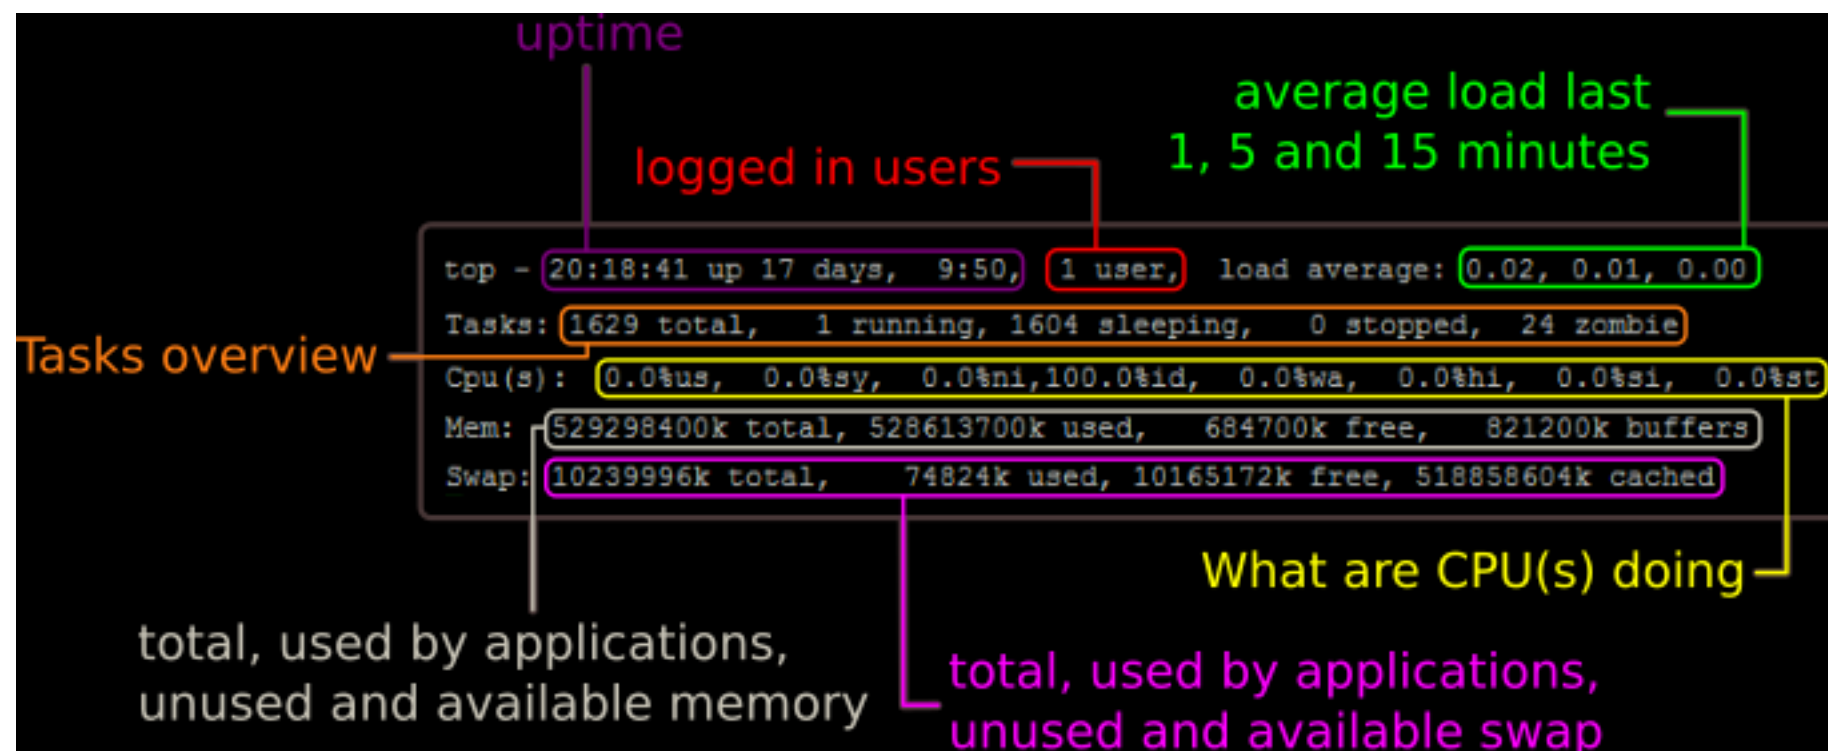 uptime
average load last
1, 5 and 15 minutes
logged in users
top - 20:18:41 up 17 days,  9:50,  1 user,  load average: 0.02, 0.01, 0.00
Tasks: 1629 total,   1 running, 1604 sleeping,   0 stopped,  24 zombie
Tasks overview
Cpu(s):  0.0%us,  0.0%sy,  0.0%ni,100.0%id,  0.0%wa,  0.0%hi,  0.0%si,  0.0%st
Mem:  529298400k total, 528613700k used,   684700k free,   821200k buffers
Swap: 10239996k total,    74824k used, 10165172k free, 518858604k cached
What are CPU(s) doing
total, used by applications,
unused and available memory
total, used by applications,
unused and available swap